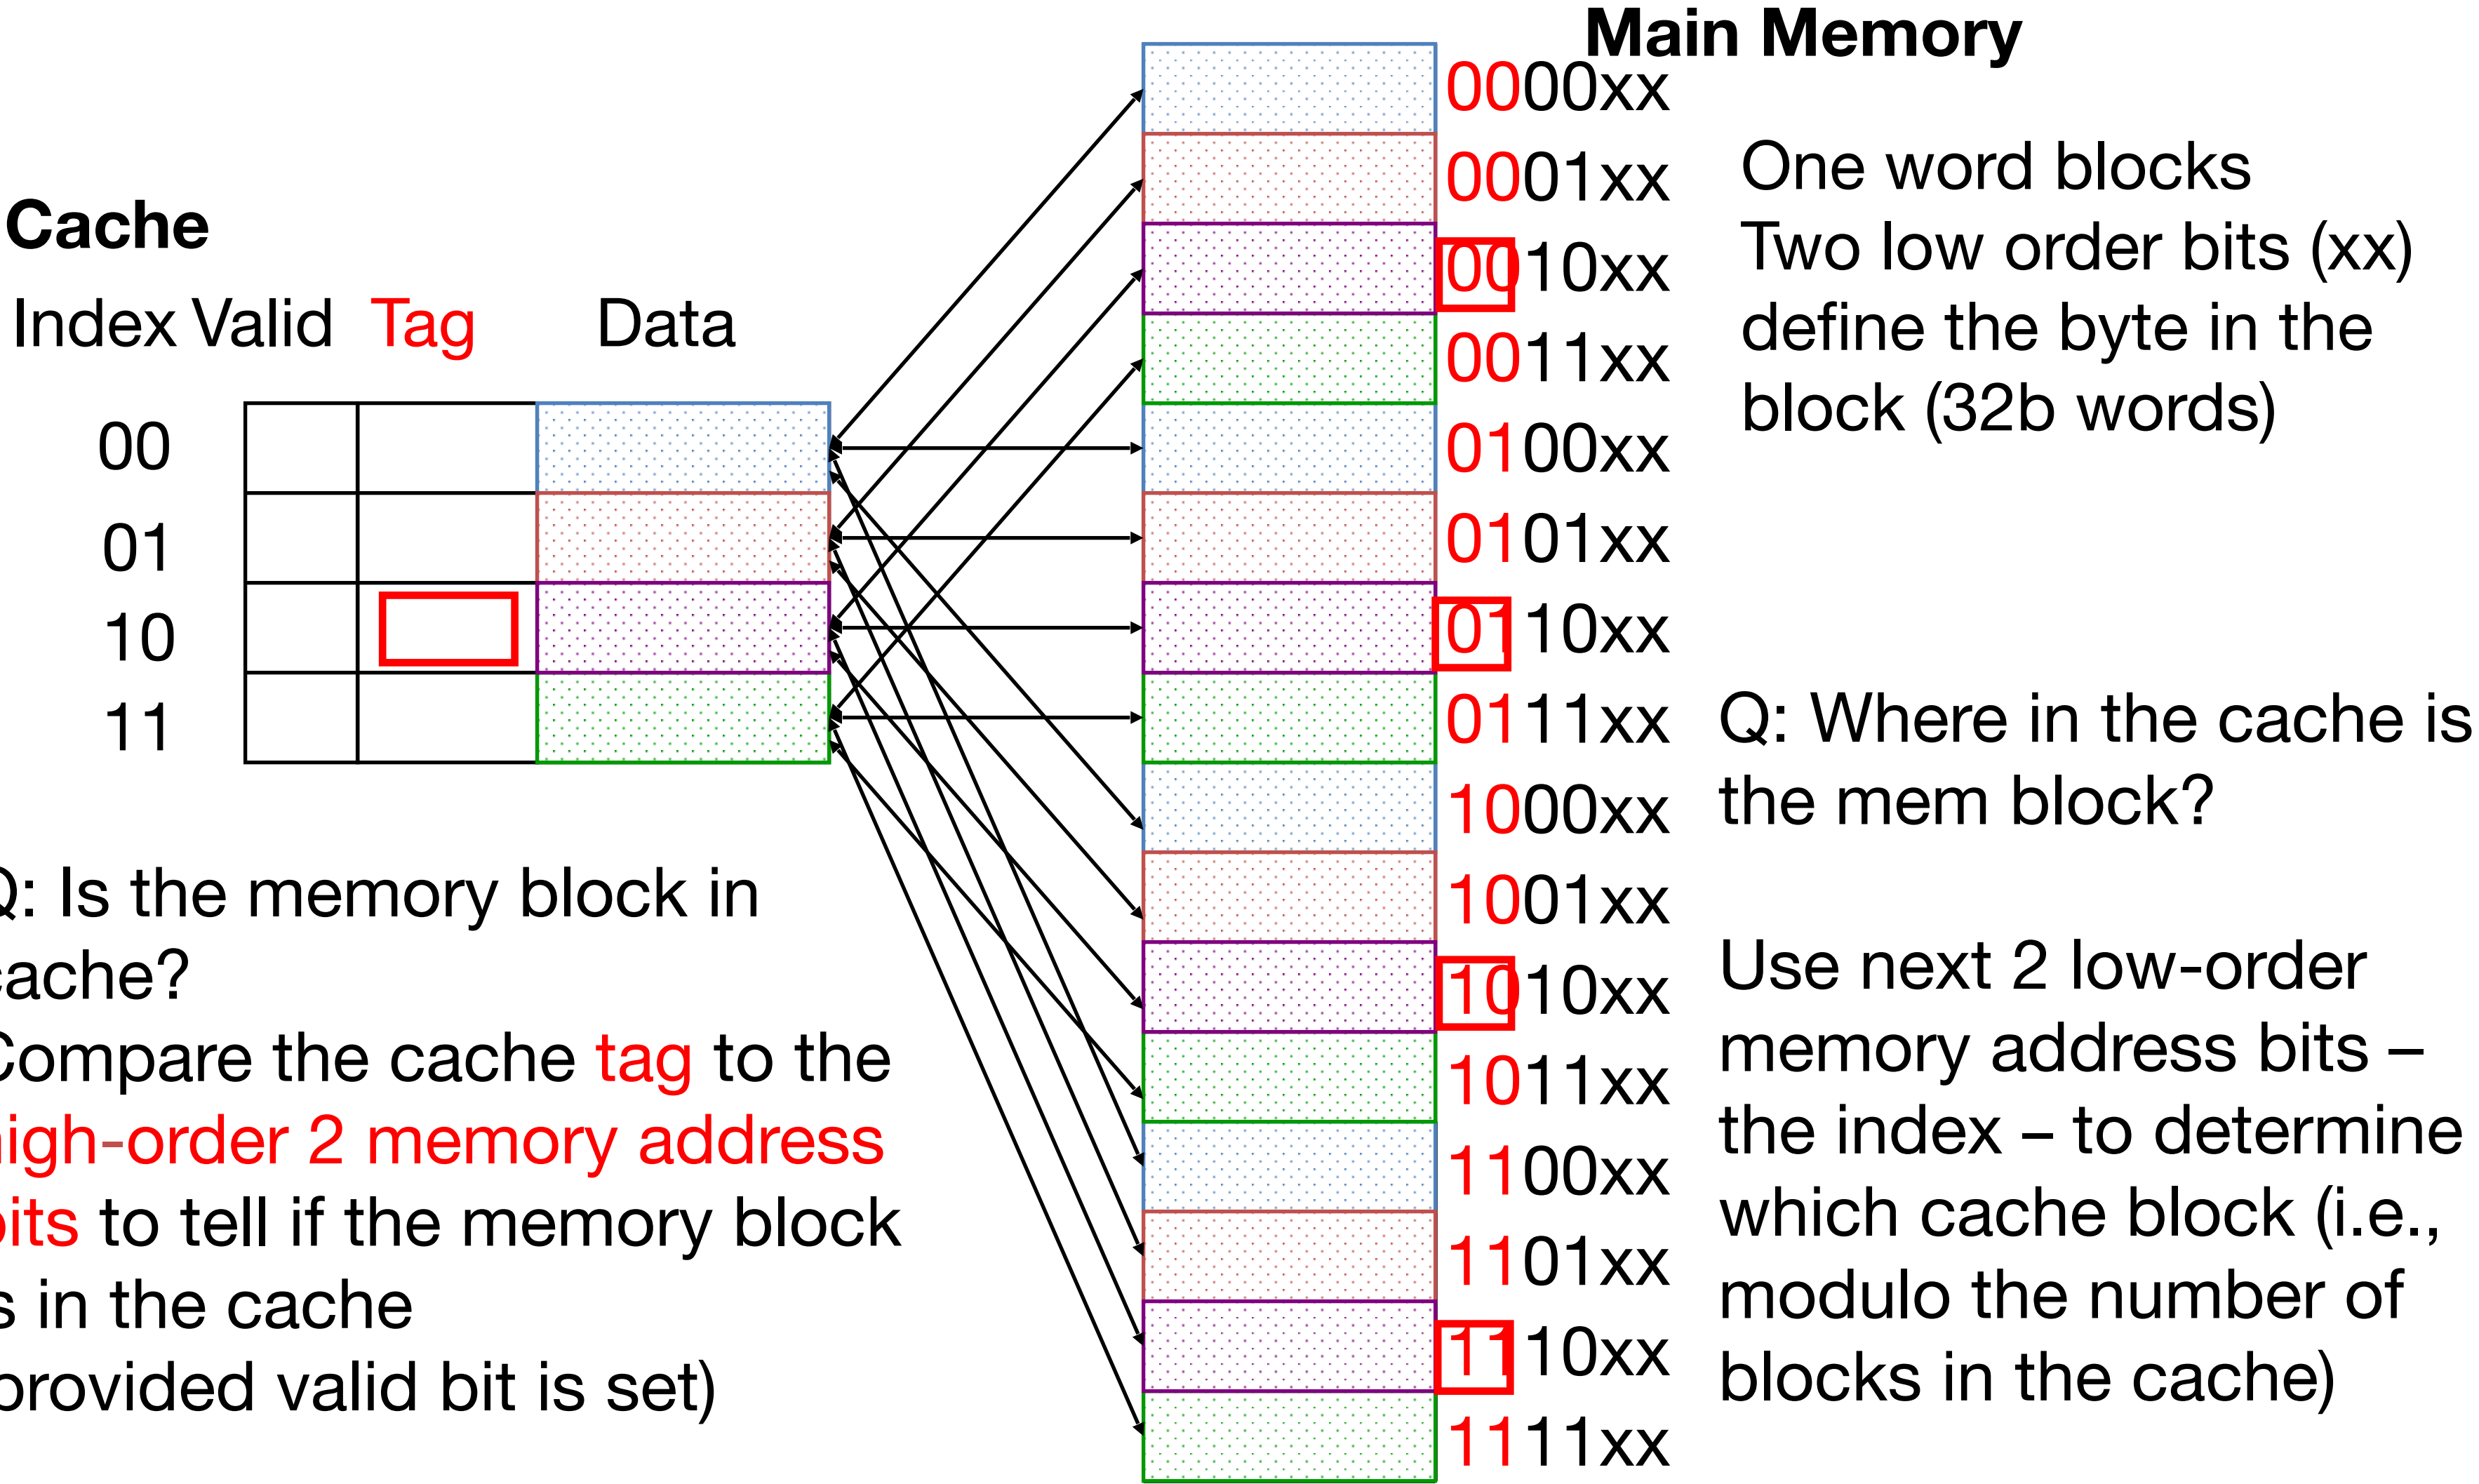 Main Memory
Cache
Index Valid Tag Data
00
01
10
11
0000xx
0001xx
0010xx
0011xx
0100xx
0101xx
0110xx
0111xx
1000xx
1001xx
1010xx
1011xx
1100xx
1101xx
1110xx
1111xx
One word blocks
Two low order bits (xx)
define the byte in the
block (32b words)
Q: Where in the cache is
the mem block?
Use next 2 low-order
memory address bits –
the index – to determine
which cache block (i.e.,
modulo the number of
blocks in the cache)
Q: Is the memory block in
cache?
Compare the cache tag to the
high-order 2 memory address
bits to tell if the memory block
s in the cache
provided valid bit is set)